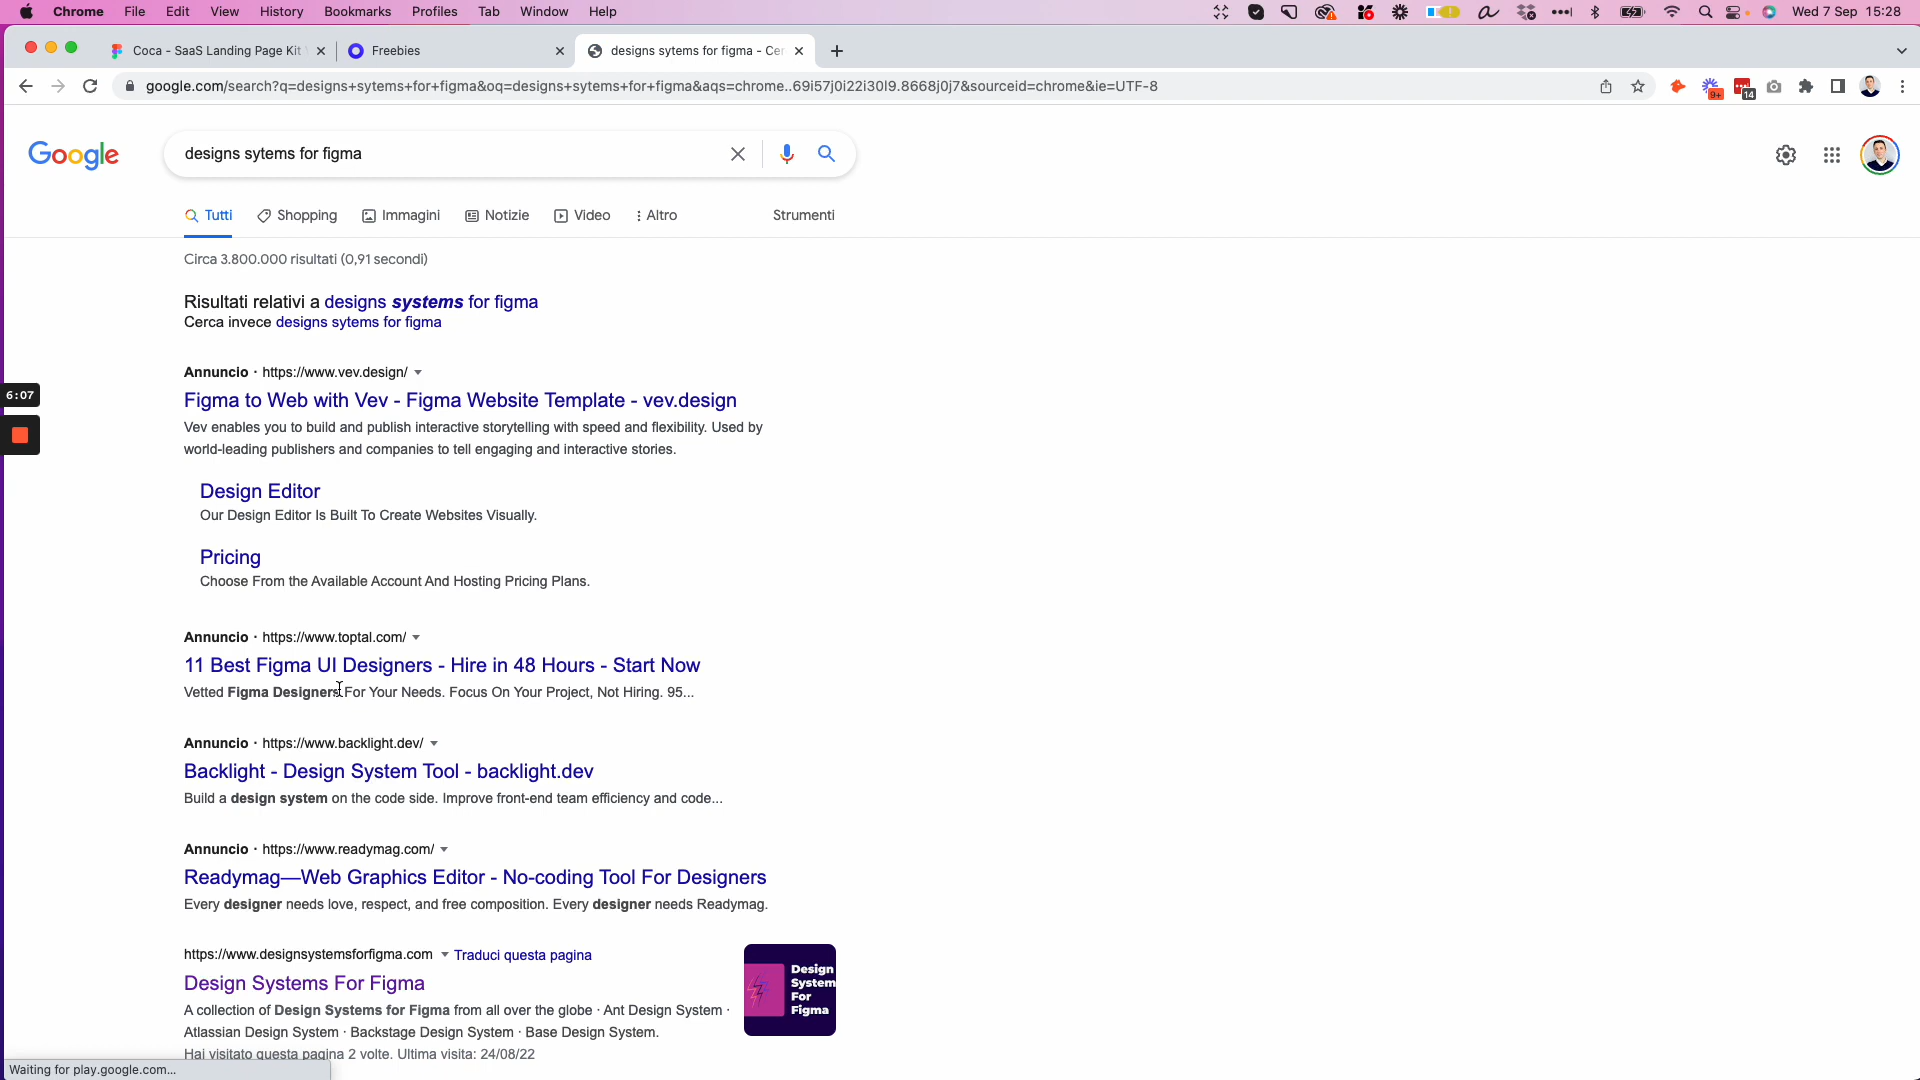 Chrome File Edit View History Bookmarks Profiles Tab Window Help Wed 7 Sep 15:28
Coca - SaaS Landing Page Kit Freebies designs sytems for figma - Cer
google.com/search?q=designs+sytems+for+figma&oq=designs+sytems+for+figma&aqs=chrome..69i57j0i22i30l9.8668j0j7&sourceid=chrome&ie=UTF-8 9+ 14
Google designs sytems for figma
Tutti Shopping Immagini Notizie Video Altro Strumenti
Circa 3.800.000 risultati (0,91 secondi)
Risultati relativi a designs systems for figma
Cerca invece designs sytems for figma
Annuncio · https://www.vev.design/
6:07
Figma to Web with Vev - Figma Website Template - vev.design
Vev enables you to build and publish interactive storytelling with speed and flexibility. Used by
world-leading publishers and companies to tell engaging and interactive stories.
Design Editor
Our Design Editor Is Built To Create Websites Visually.
Pricing
Choose From the Available Account And Hosting Pricing Plans.
Annuncio · https://www.toptal.com/
11 Best Figma UI Designers - Hire in 48 Hours - Start Now
Vetted Figma Designers For Your Needs. Focus On Your Project, Not Hiring. 95...
Annuncio · https://www.backlight.dev/
Backlight - Design System Tool - backlight.dev
Build a design system on the code side. Improve front-end team efficiency and code...
Annuncio · https://www.readymag.com/
Readymag—Web Graphics Editor - No-coding Tool For Designers
Every designer needs love, respect, and free composition. Every designer needs Readymag.
https://www.designsystemsforfigma.com Traduci questa pagina
Design Systems For Figma
A collection of Design Systems for Figma from all over the globe · Ant Design System ·
Atlassian Design System · Backstage Design System · Base Design System.
Hai visitato questa pagina 2 volte. Ultima visita: 24/08/22
Design
System
For
Figma
Waiting for play.google.com...